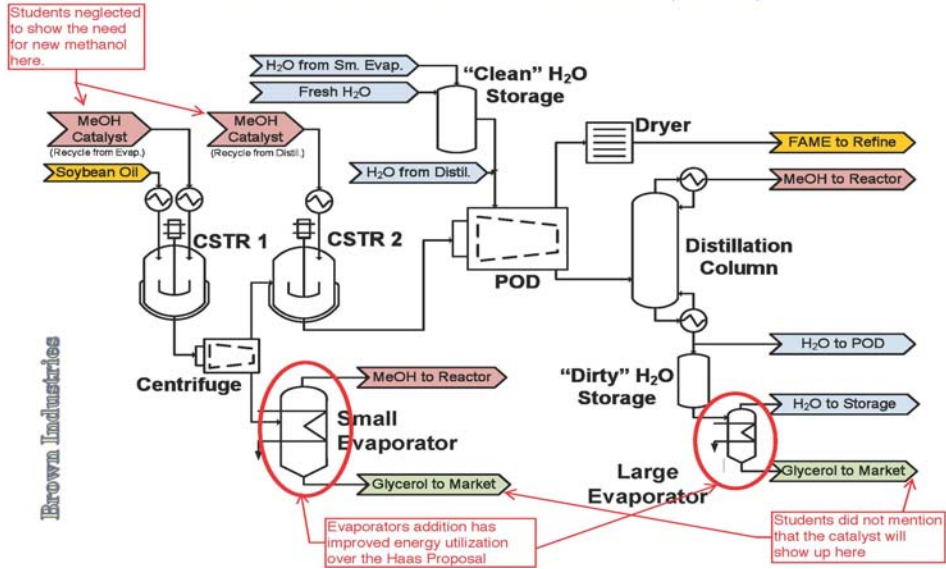 Students neglected
to show the need
for new methanol
here.
H₂O from Sm. Evap.
Fresh H₂O
“Clean” H₂O
Storage
MeOH
Catalyst
(Recycle from Evap.)
MeOH
Catalyst
(Recycle from Distil.)
Soybean Oil
H₂O from Distil.
Dryer
FAME to Refine
MeOH to Reactor
CSTR 1
CSTR 2
POD
Distillation
Column
H₂O to POD
Centrifuge
MeOH to Reactor
“Dirty” H₂O
Storage
H₂O to Storage
Small
Evaporator
Large
Evaporator
Glycerol to Market
Glycerol to Market
Brown Industries
Evaporators addition has
improved energy utilization
over the Haas Proposal
Students did not mention
that the catalyst will
show up here